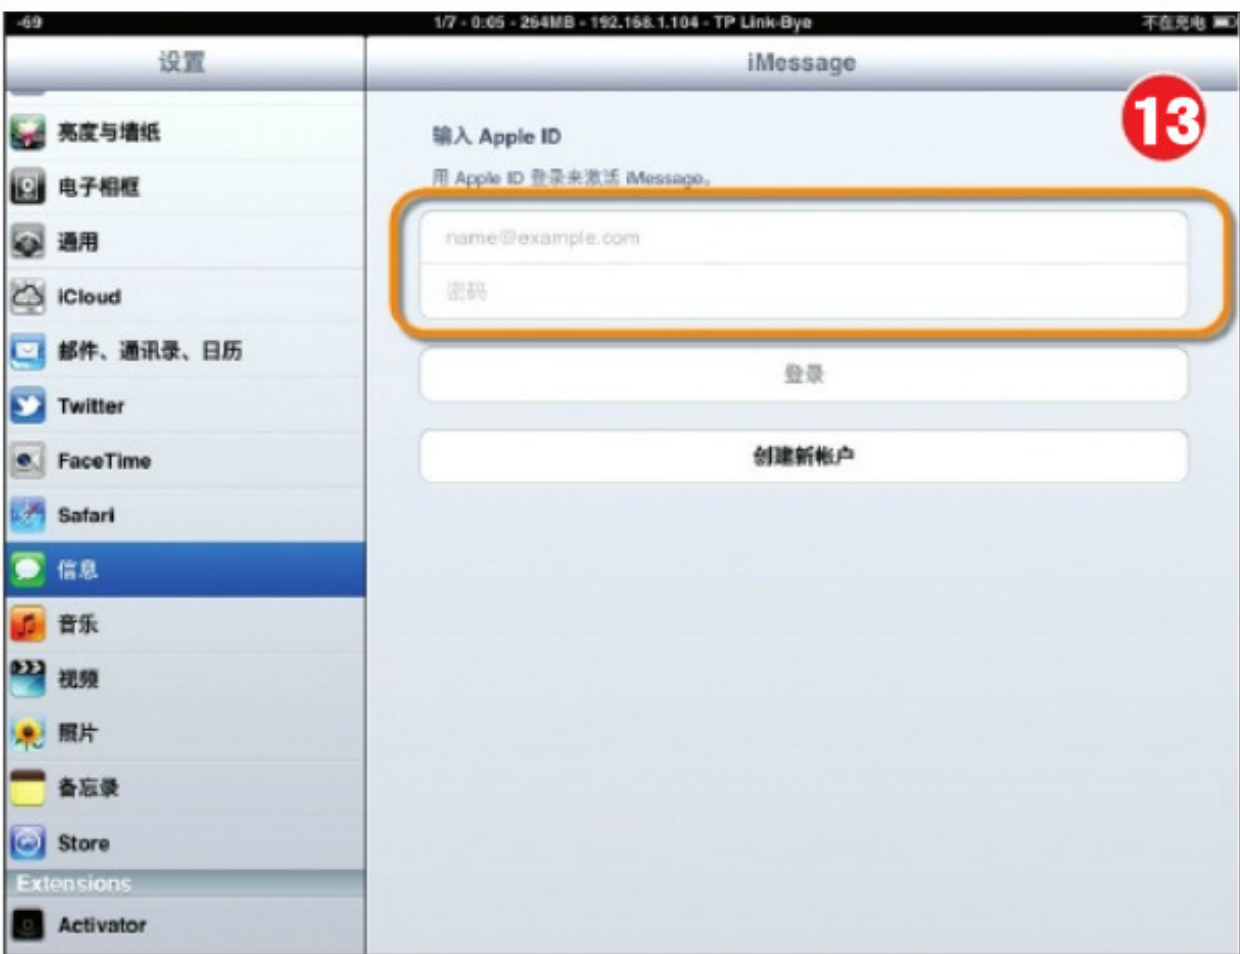 -69
1/7 - 0:05 - 264MB - 192.168.1.104 - TP Link-Bye
不在充电
设置
iMessage
13
亮度与墙纸
电子相框
通用
iCloud
邮件、通讯录、日历
Twitter
FaceTime
Safari
信息
音乐
视频
照片
备忘录
Store
Extensions
Activator
输入 Apple ID
用 Apple ID 登录来激活 iMessage。
name@example.com
密码
登录
创建新帐户